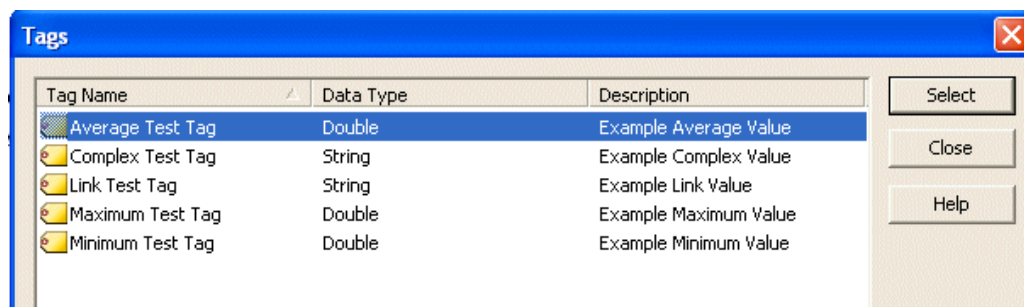 Tags
Tag Name Data Type Description
Average Test Tag Double Example Average Value
Complex Test Tag String Example Complex Value
Link Test Tag String Example Link Value
Maximum Test Tag Double Example Maximum Value
Minimum Test Tag Double Example Minimum Value
Select
Close
Help